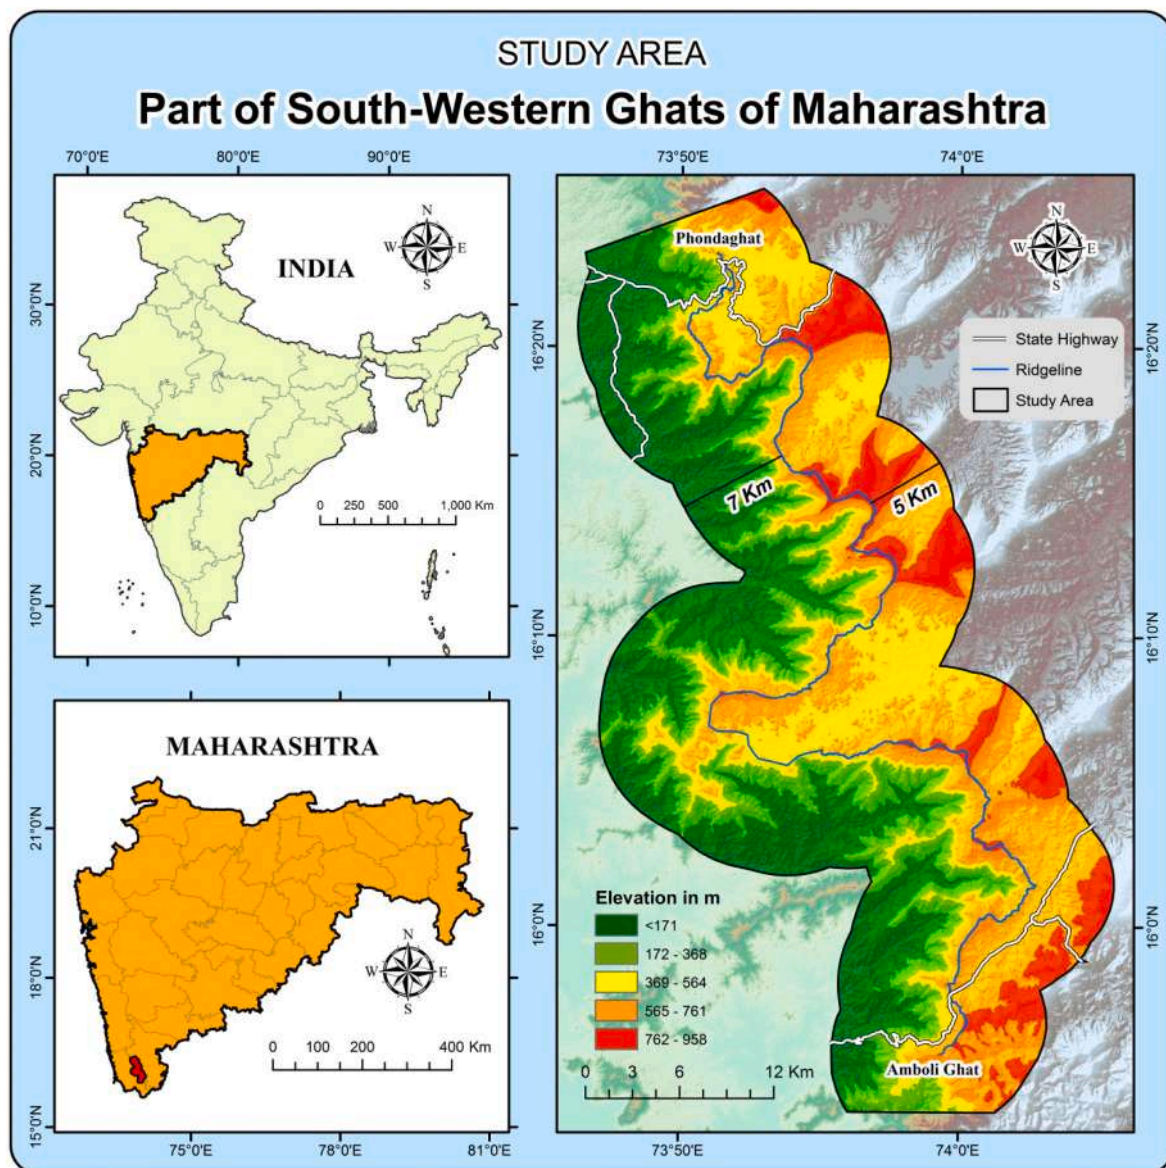 STUDY AREA
Part of South-Western Ghats of Maharashtra
70°0'E 80°0'E 90°0'E
30°0'N
20°0'N
10°0'N
N
W E
S
INDIA
0 250 500 1,000 Km
MAHARASHTRA
21°0'N
18°0'N
15°0'N
N
W E
S
0 100 200 300 400 Km
75°0'E 78°0'E 81°0'E
73°50'E 74°0'E
Phondaghat
N
W E
S
State Highway
Ridgeline
Study Area
16°20'N 16°20'N
7 Km 5 Km
16°10'N 16°10'N
16°0'N 16°0'N
Elevation in m
<171
172 - 368
369 - 564
565 - 761
762 - 958
Amboli Ghat
0 3 6 12 Km
73°50'E 74°0'E